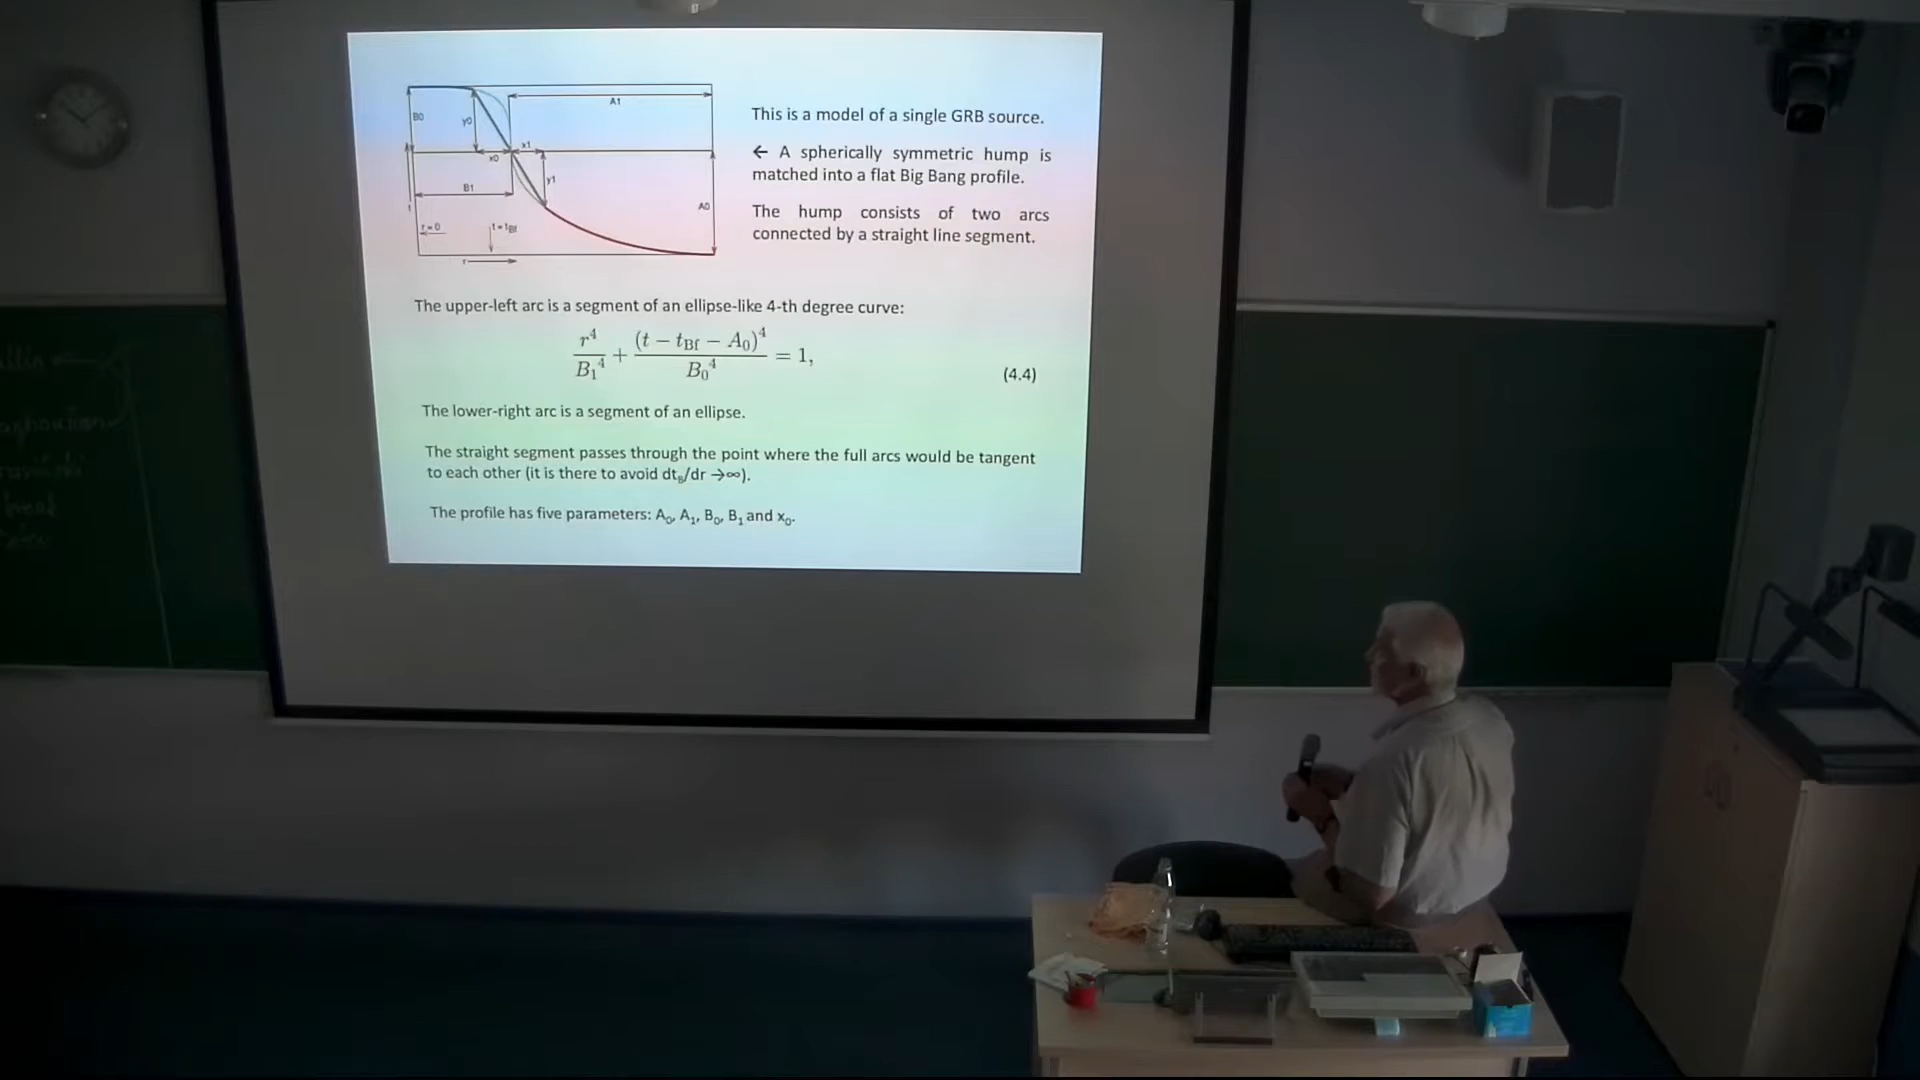 A1
B0
y0
x1
x0
y1
B1
A0
t
r = 0
t = tBf
r
This is a model of a single GRB source.
← A spherically symmetric hump is
matched into a flat Big Bang profile.
The hump consists of two arcs
connected by a straight line segment.
The upper-left arc is a segment of an ellipse-like 4-th degree curve:
r⁴/B₁⁴ + (t − t_Bf − A₀)⁴/B₀⁴ = 1,
(4.4)
The lower-right arc is a segment of an ellipse.
The straight segment passes through the point where the full arcs would be tangent
to each other (it is there to avoid dt_B/dr →∞).
The profile has five parameters: A₀, A₁, B₀, B₁ and x₀.